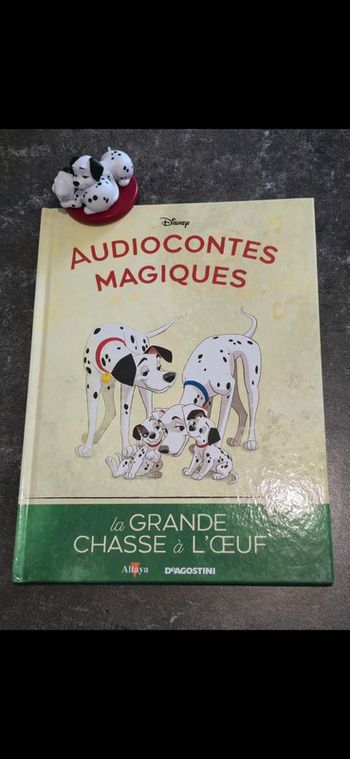 Disney
AUDIOCONTES
MAGIQUES
la GRANDE
CHASSE à L'ŒUF
Altaya DeAGOSTINI